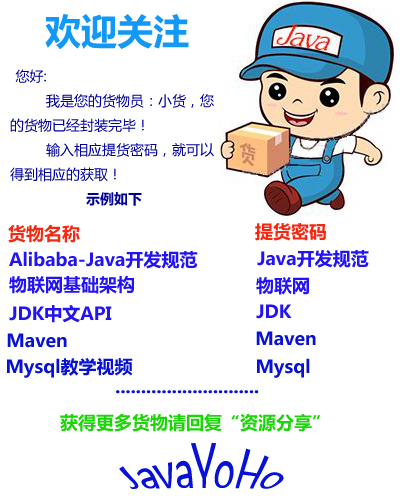 欢迎关注
Java
您好:
我是您的货物员：小货，您
的货物已经封装完毕！
输入相应提货密码，就可以
得到相应的获取！
货
示例如下
货物名称 提货密码
Alibaba-Java开发规范 Java开发规范
物联网基础架构 物联网
JDK中文API JDK
Maven Maven
Mysql教学视频 Mysql
获得更多货物请回复“资源分享”
JavaYoHo